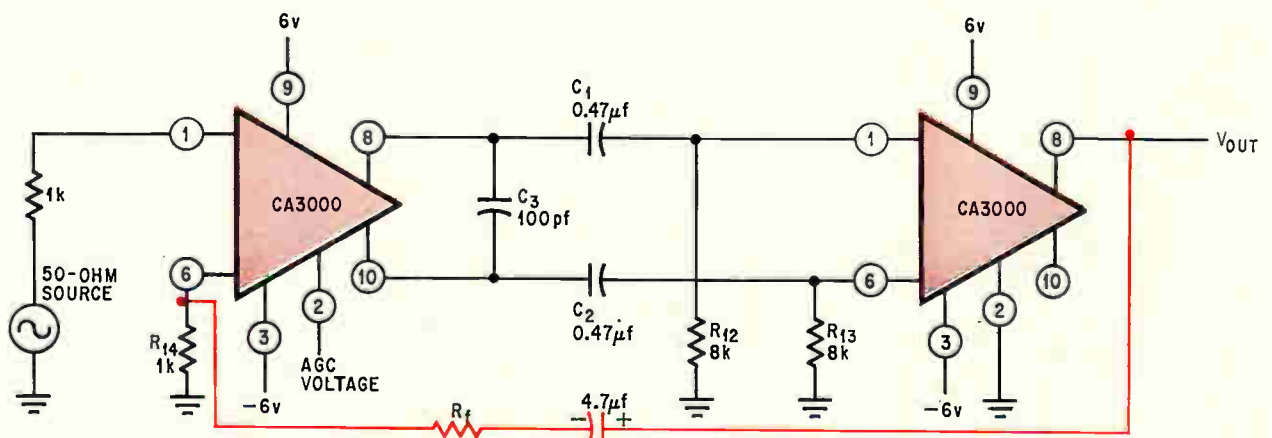 6v
9
1
1k
50-OHM
SOURCE
6
R14
1k
CA3000
8
10
3
-6v
2
AGC
VOLTAGE
C1
0.47μf
C3
100pf
C2
0.47μf
R12
8k
R13
8k
6v
9
1
6
CA3000
8
10
3
-6v
2
VOUT
Rf
4.7μf
- +